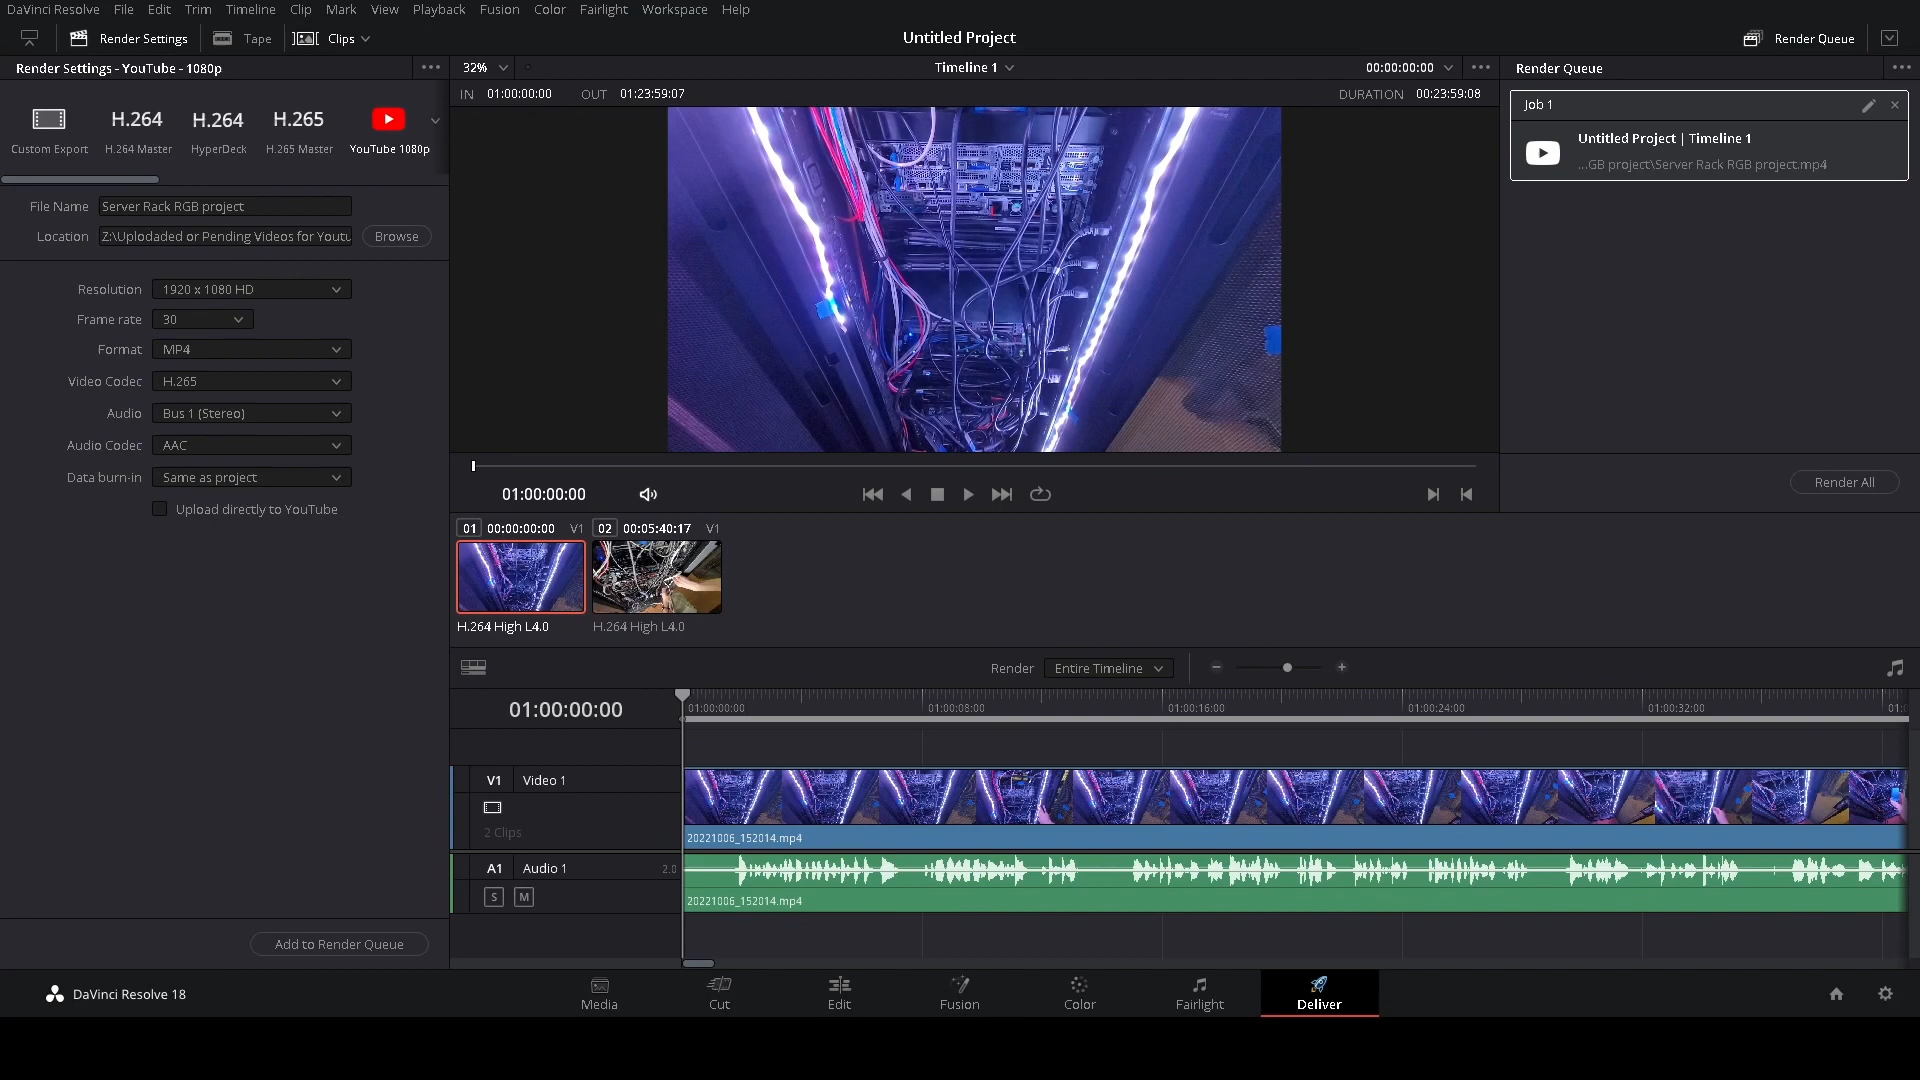 DaVinci Resolve File Edit Trim Timeline Clip Mark View Playback Fusion Color Fairlight Workspace Help
Render Settings Tape Clips Untitled Project Render Queue
Render Settings - YouTube - 1080p 32% Timeline 1 00:00:00:00 Render Queue
IN 01:00:00:00 OUT 01:23:59:07 DURATION 00:23:59:08
H.264 H.264 H.265
Custom Export H.264 Master HyperDeck H.265 Master YouTube 1080p
Job 1
Untitled Project | Timeline 1
...GB project\Server Rack RGB project.mp4
File Name Server Rack RGB project
Location Z:\Uplodaded or Pending Videos for Youtu Browse
Resolution 1920 x 1080 HD
Frame rate 30
Format MP4
Video Codec H.265
Audio Bus 1 (Stereo)
Audio Codec AAC
Data burn-in Same as project
Upload directly to YouTube
01:00:00:00
Render All
01 00:00:00:00 V1 02 00:05:40:17 V1
H.264 High L4.0 H.264 High L4.0
Render Entire Timeline
01:00:00:00
01:00:00:00 01:00:08:00 01:00:16:00 01:00:24:00 01:00:32:00 01:0
V1 Video 1
2 Clips
20221006_152014.mp4
A1 Audio 1 2.0
S M
20221006_152014.mp4
Add to Render Queue
DaVinci Resolve 18
Media Cut Edit Fusion Color Fairlight Deliver